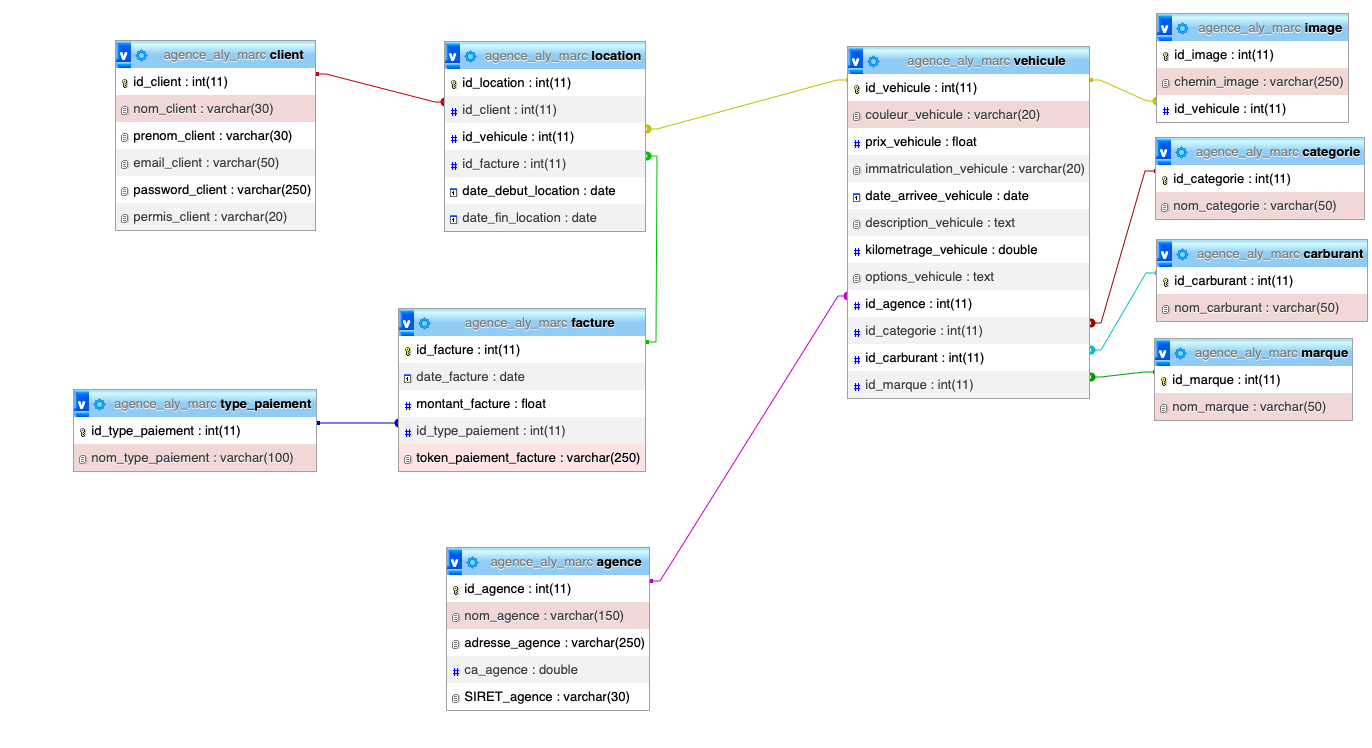 v agence_aly_marc client
id_client : int(11)
nom_client : varchar(30)
prenom_client : varchar(30)
email_client : varchar(50)
password_client : varchar(250)
permis_client : varchar(20)
v agence_aly_marc location
id_location : int(11)
# id_client : int(11)
# id_vehicule : int(11)
# id_facture : int(11)
date_debut_location : date
date_fin_location : date
v agence_aly_marc vehicule
id_vehicule : int(11)
couleur_vehicule : varchar(20)
# prix_vehicule : float
immatriculation_vehicule : varchar(20)
date_arrivee_vehicule : date
description_vehicule : text
# kilometrage_vehicule : double
options_vehicule : text
# id_agence : int(11)
# id_categorie : int(11)
# id_carburant : int(11)
# id_marque : int(11)
v agence_aly_marc image
id_image : int(11)
chemin_image : varchar(250)
# id_vehicule : int(11)
v agence_aly_marc categorie
id_categorie : int(11)
nom_categorie : varchar(50)
v agence_aly_marc carburant
id_carburant : int(11)
nom_carburant : varchar(50)
v agence_aly_marc marque
id_marque : int(11)
nom_marque : varchar(50)
v agence_aly_marc facture
id_facture : int(11)
date_facture : date
# montant_facture : float
# id_type_paiement : int(11)
token_paiement_facture : varchar(250)
v agence_aly_marc type_paiement
id_type_paiement : int(11)
nom_type_paiement : varchar(100)
v agence_aly_marc agence
id_agence : int(11)
nom_agence : varchar(150)
adresse_agence : varchar(250)
# ca_agence : double
SIRET_agence : varchar(30)